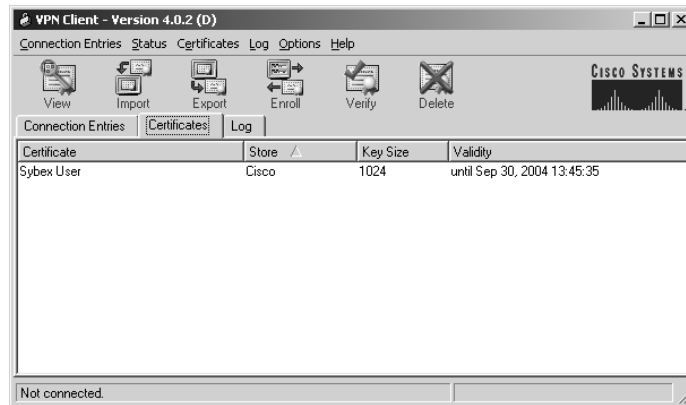 VPN Client - Version 4.0.2 (D)
Connection Entries Status Certificates Log Options Help
View Import Export Enroll Verify Delete
CISCO SYSTEMS
Connection Entries Certificates Log
Certificate Store Key Size Validity
Sybex User Cisco 1024 until Sep 30, 2004 13:45:35
Not connected.